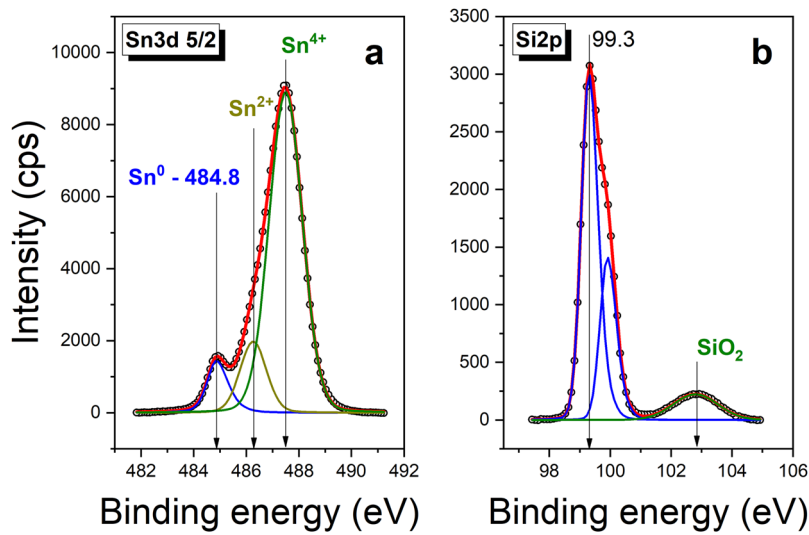 Sn3d 5/2
a
Sn4+
Sn2+
Sn0 - 484.8
10000
8000
6000
4000
2000
0
Intensity (cps)
482 484 486 488 490 492
Binding energy (eV)
Si2p
99.3
b
SiO2
3500
3000
2500
2000
1500
1000
500
0
98 100 102 104 106
Binding energy (eV)